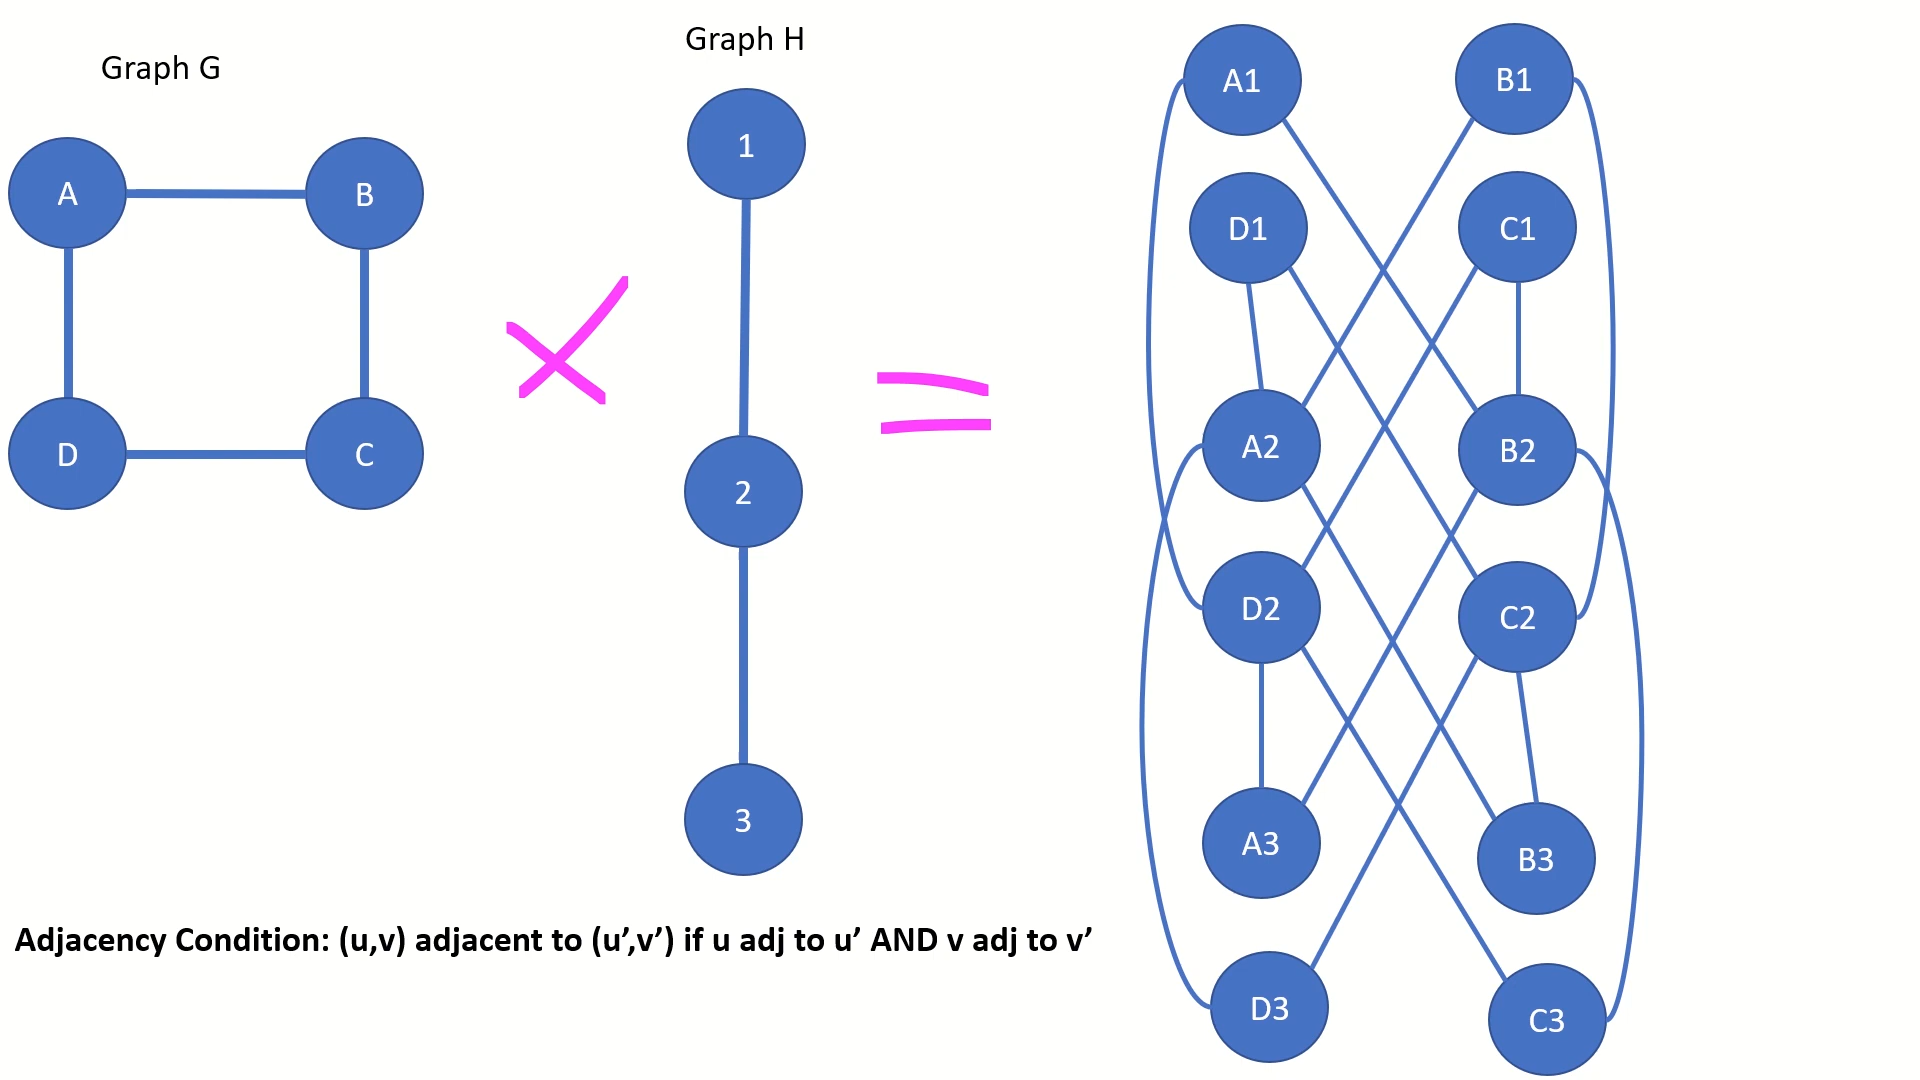 Graph G
Graph H
A
B
D
C
1
2
3
A1
B1
D1
C1
A2
B2
D2
C2
A3
B3
D3
C3
Adjacency Condition: (u,v) adjacent to (u’,v’) if u adj to u’ AND v adj to v’